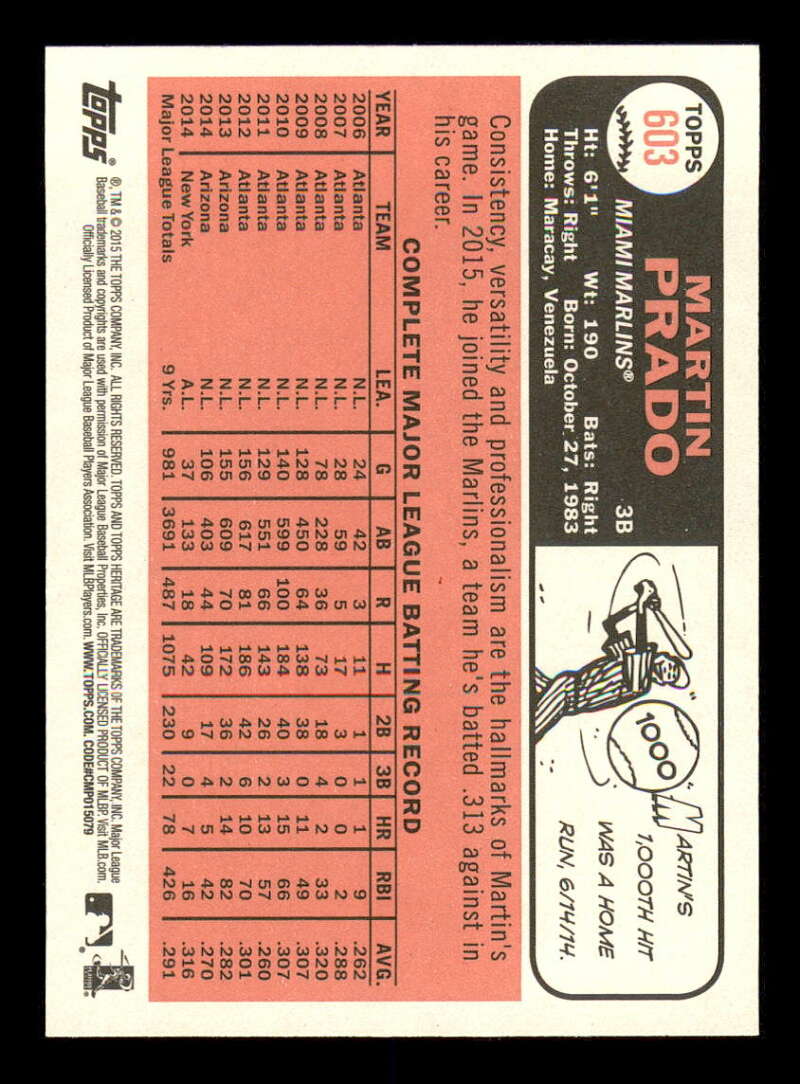 TOPPS
603
MARTIN
PRADO
MIAMI MARLINS® 3B
Ht: 6'1" Wt: 190 Bats: Right
Throws: Right Born: October 27, 1983
Home: Maracay, Venezuela
1000
MARTIN'S
1,000TH HIT
WAS A HOME
RUN, 6/14/14.
Consistency, versatility and professionalism are the hallmarks of Martin's
game. In 2015, he joined the Marlins, a team he's batted .313 against in
his career.
COMPLETE MAJOR LEAGUE BATTING RECORD
YEAR TEAM LEA. G AB R H 2B 3B HR RBI AVG.
2006 Atlanta N.L. 24 42 3 11 1 1 1 9 .262
2007 Atlanta N.L. 28 59 5 17 3 0 0 2 .288
2008 Atlanta N.L. 78 228 36 73 18 4 2 33 .320
2009 Atlanta N.L. 128 450 64 138 38 0 11 49 .307
2010 Atlanta N.L. 140 599 100 184 40 3 15 66 .307
2011 Atlanta N.L. 129 551 66 143 26 2 13 57 .260
2012 Atlanta N.L. 156 617 81 186 42 6 10 70 .301
2013 Arizona N.L. 155 609 70 172 36 2 14 82 .282
2014 Arizona N.L. 106 403 44 109 17 4 5 42 .270
2014 New York A.L. 37 133 18 42 9 0 7 16 .316
Major League Totals 9 Yrs. 981 3691 487 1075 230 22 78 426 .291
topps®
®, TM & © 2015 THE TOPPS COMPANY, INC. ALL RIGHTS RESERVED. TOPPS AND TOPPS HERITAGE ARE TRADEMARKS OF THE TOPPS COMPANY, INC. Major League
Baseball trademarks and copyrights are used with permission of Major League Baseball Properties, Inc. OFFICIALLY LICENSED PRODUCT OF MLBP. Visit MLB.com.
Officially Licensed Product of Major League Baseball Players Association. Visit MLBPlayers.com. WWW.TOPPS.COM. CODE#CMP015079